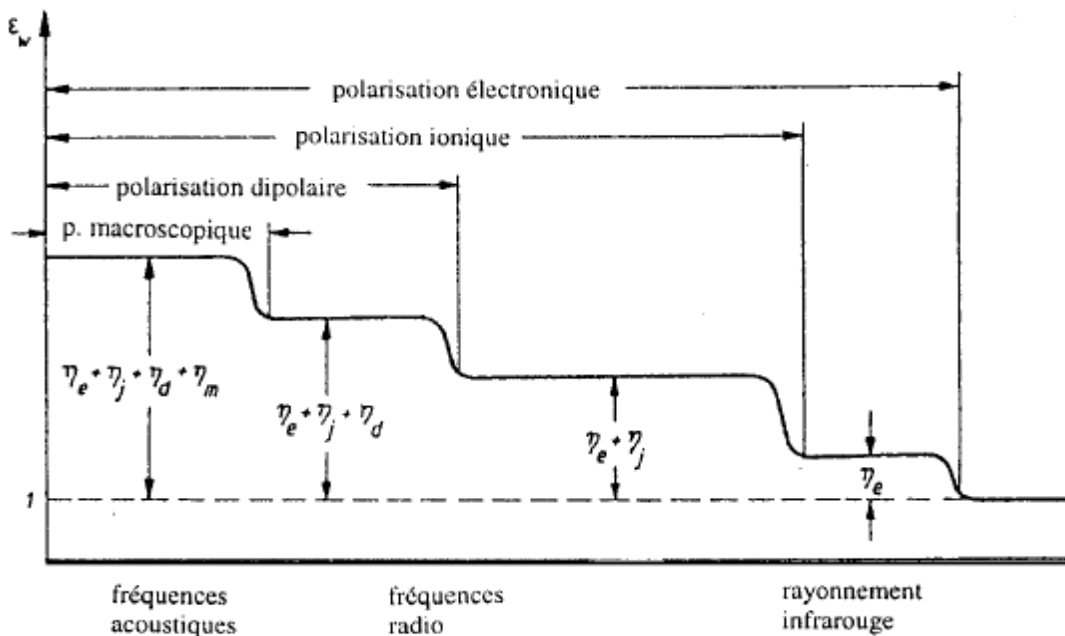 ε_w
polarisation électronique
polarisation ionique
polarisation dipolaire
p. macroscopique
η_e + η_j + η_d + η_m
η_e + η_j + η_d
η_e + η_j
η_e
1
fréquences
acoustiques
fréquences
radio
rayonnement
infrarouge